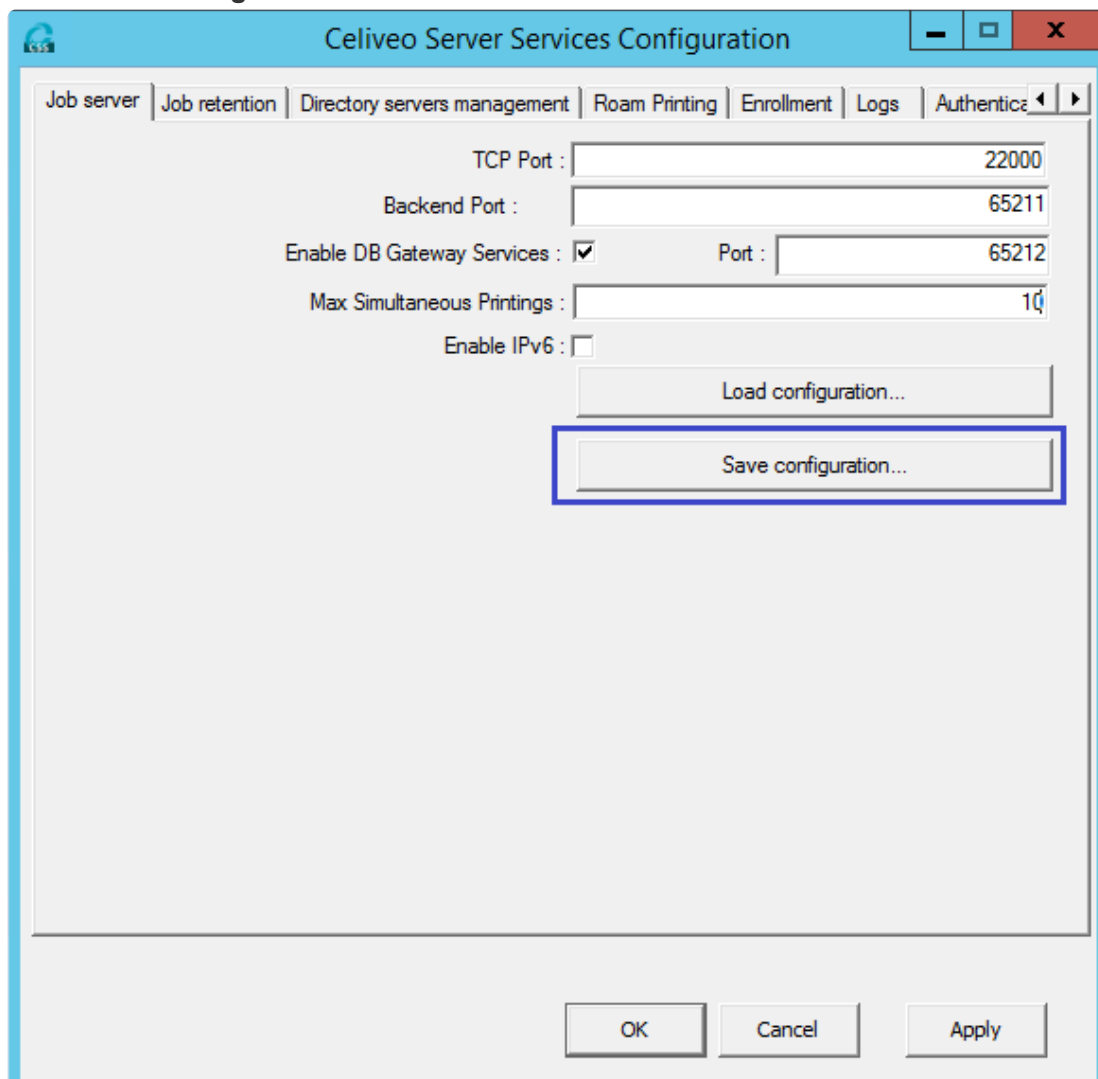 CSS
Celiveo Server Services Configuration
Job server Job retention Directory servers management Roam Printing Enrollment Logs Authentica
TCP Port : 22000
Backend Port : 65211
Enable DB Gateway Services : Port : 65212
Max Simultaneous Printings : 10
Enable IPv6 :
Load configuration...
Save configuration...
OK Cancel Apply